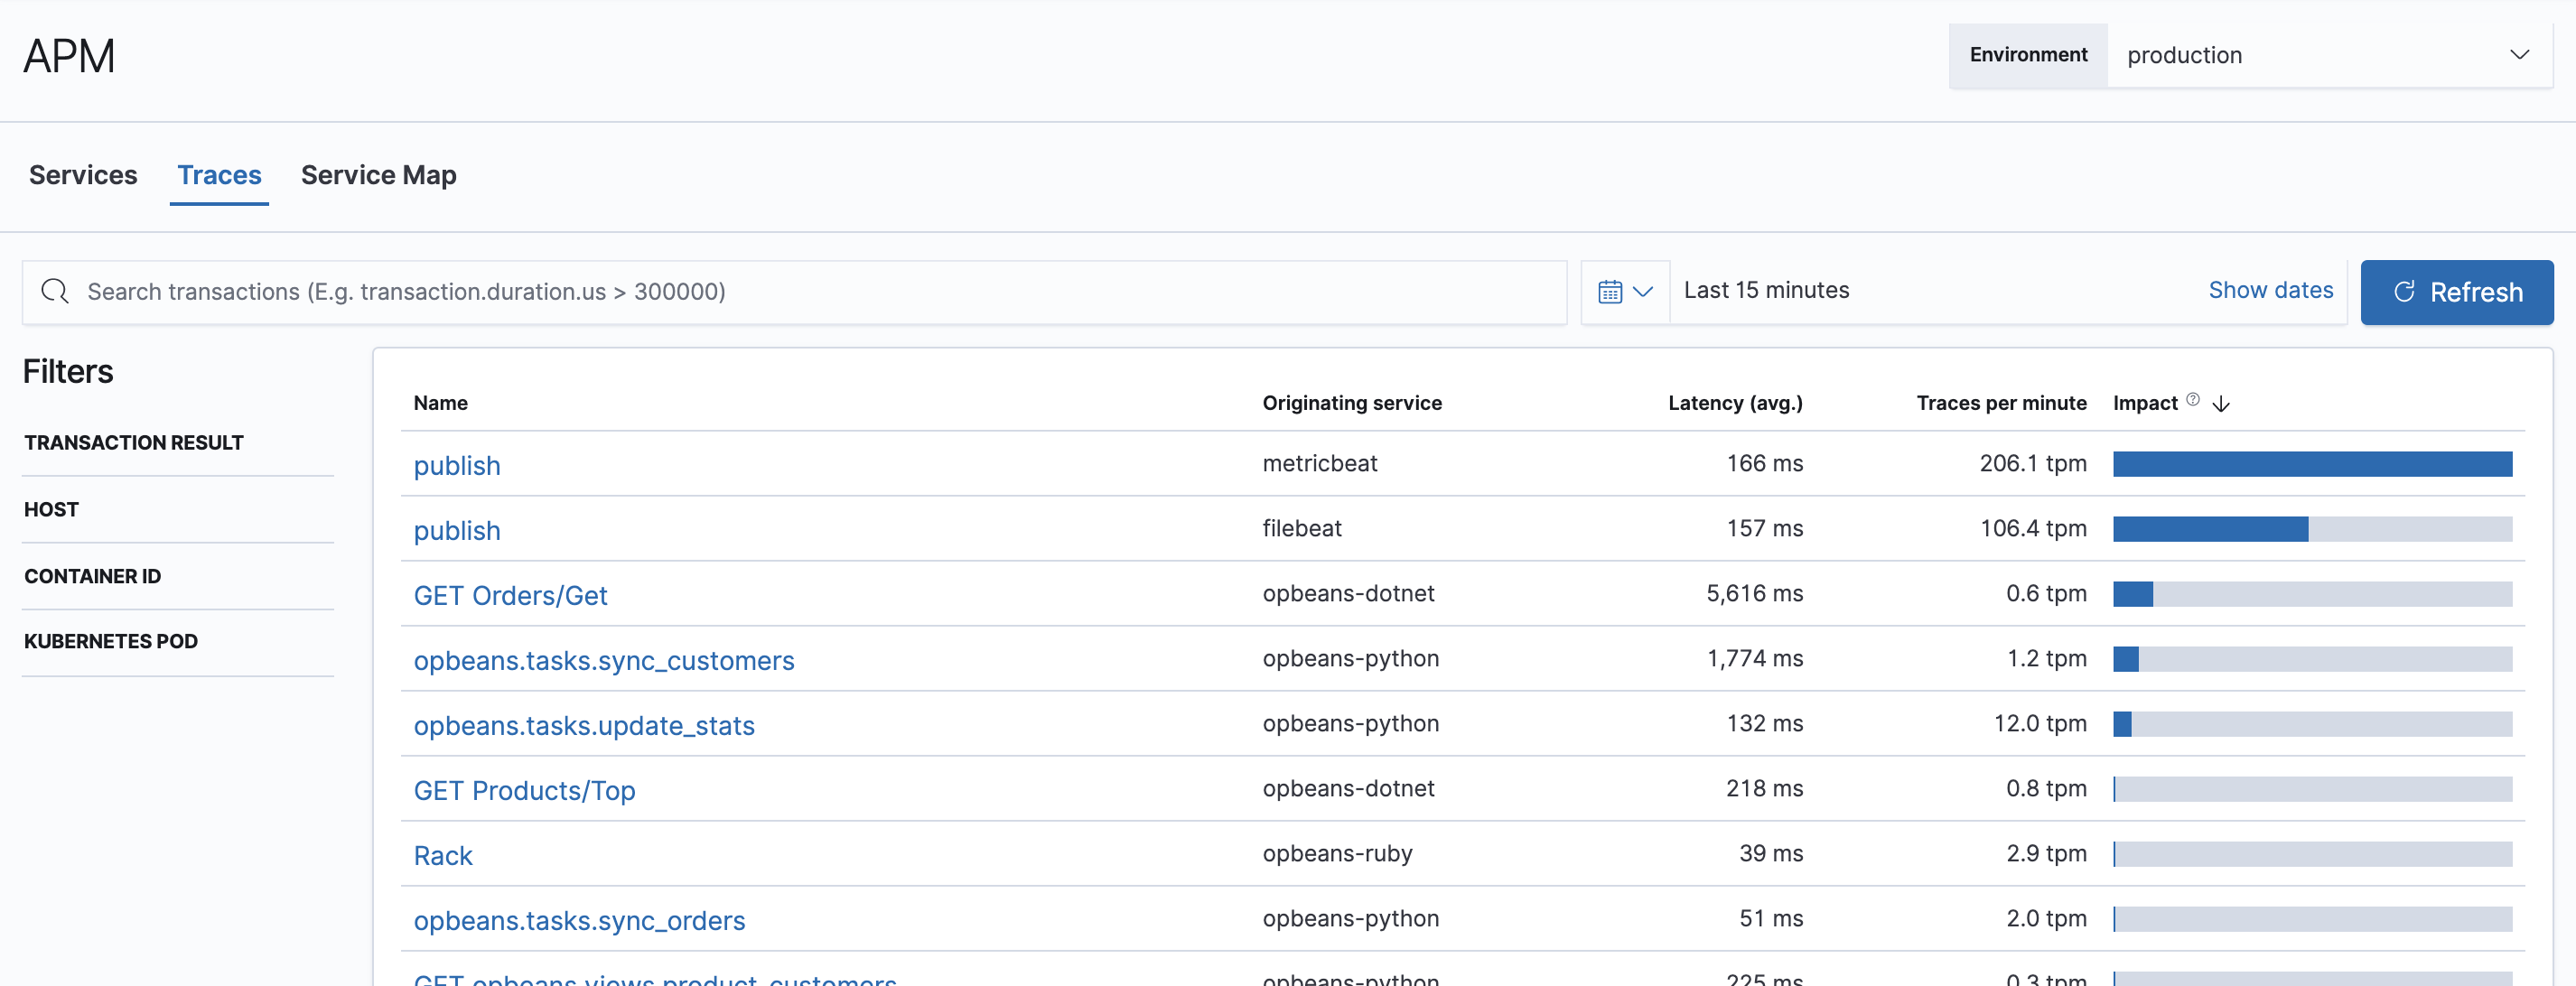 APM
Environment production
Services Traces Service Map
Search transactions (E.g. transaction.duration.us > 300000) Last 15 minutes Show dates Refresh
Filters
TRANSACTION RESULT
HOST
CONTAINER ID
KUBERNETES POD
Name Originating service Latency (avg.) Traces per minute Impact
publish metricbeat 166 ms 206.1 tpm
publish filebeat 157 ms 106.4 tpm
GET Orders/Get opbeans-dotnet 5,616 ms 0.6 tpm
opbeans.tasks.sync_customers opbeans-python 1,774 ms 1.2 tpm
opbeans.tasks.update_stats opbeans-python 132 ms 12.0 tpm
GET Products/Top opbeans-dotnet 218 ms 0.8 tpm
Rack opbeans-ruby 39 ms 2.9 tpm
opbeans.tasks.sync_orders opbeans-python 51 ms 2.0 tpm
GET opbeans.views.product_customers opbeans-python 225 ms 0.3 tpm